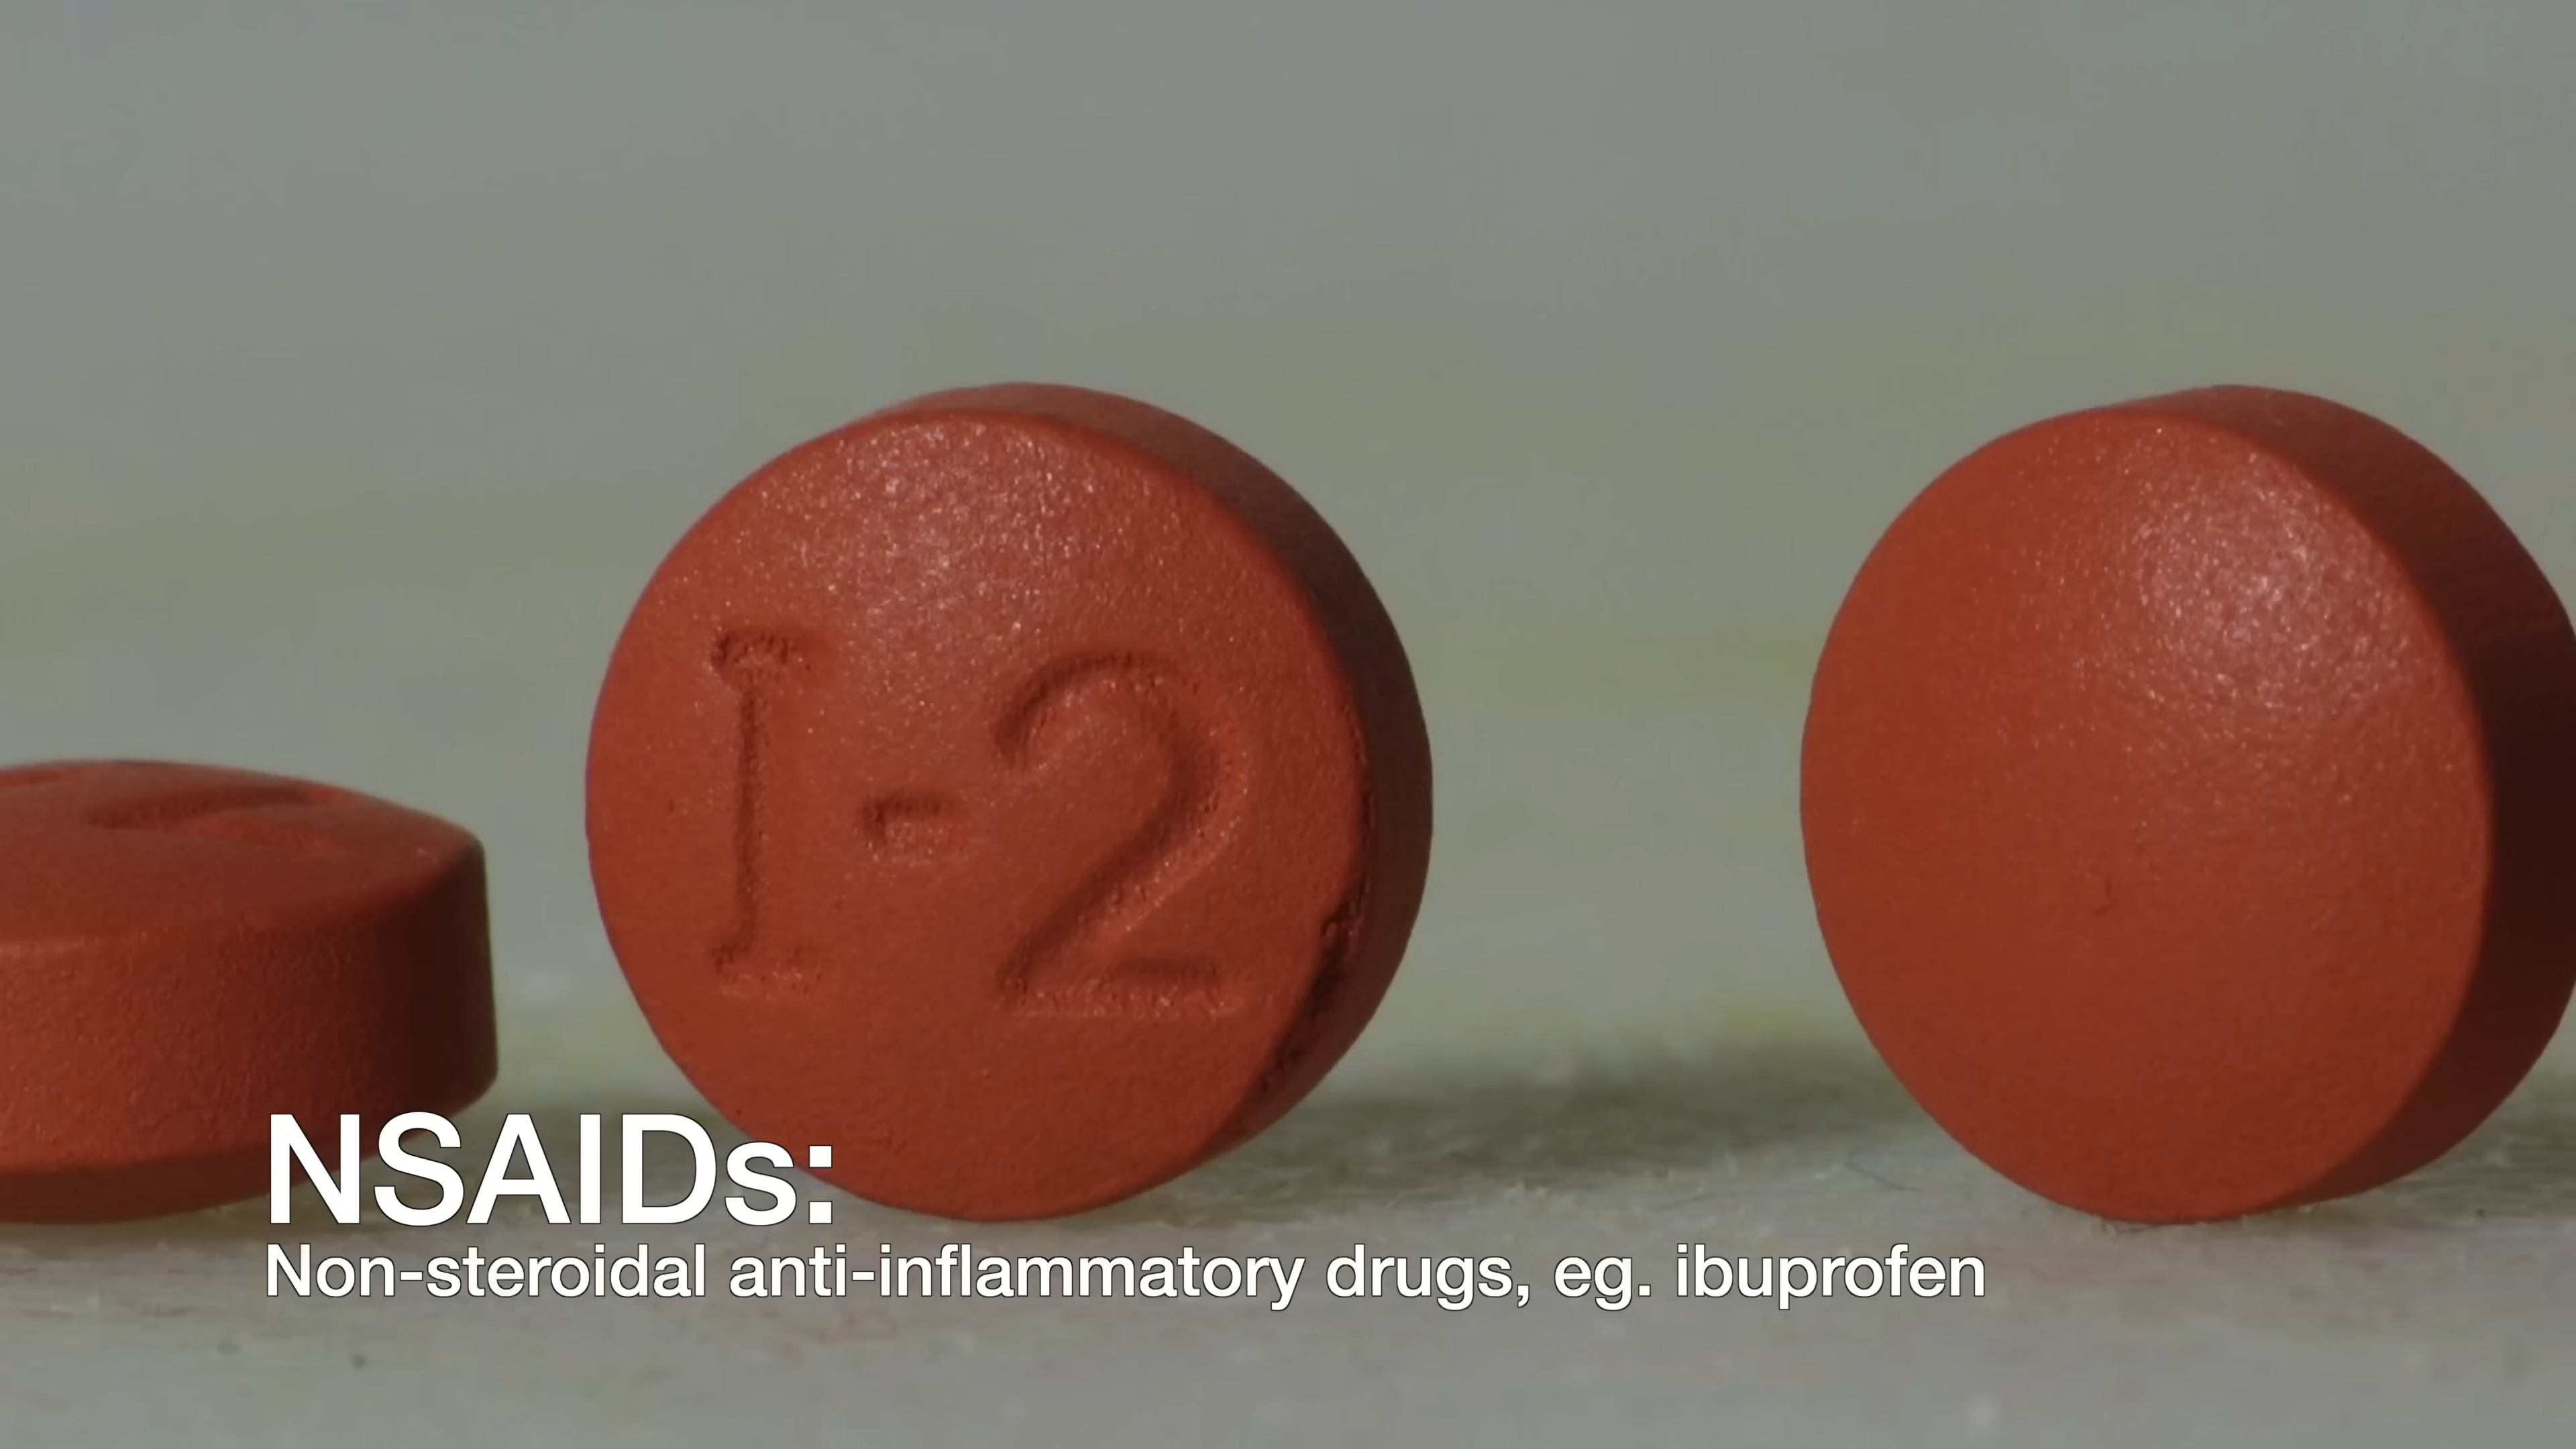 I-2
NSAIDs:
Non-steroidal anti-inflammatory drugs, eg. ibuprofen